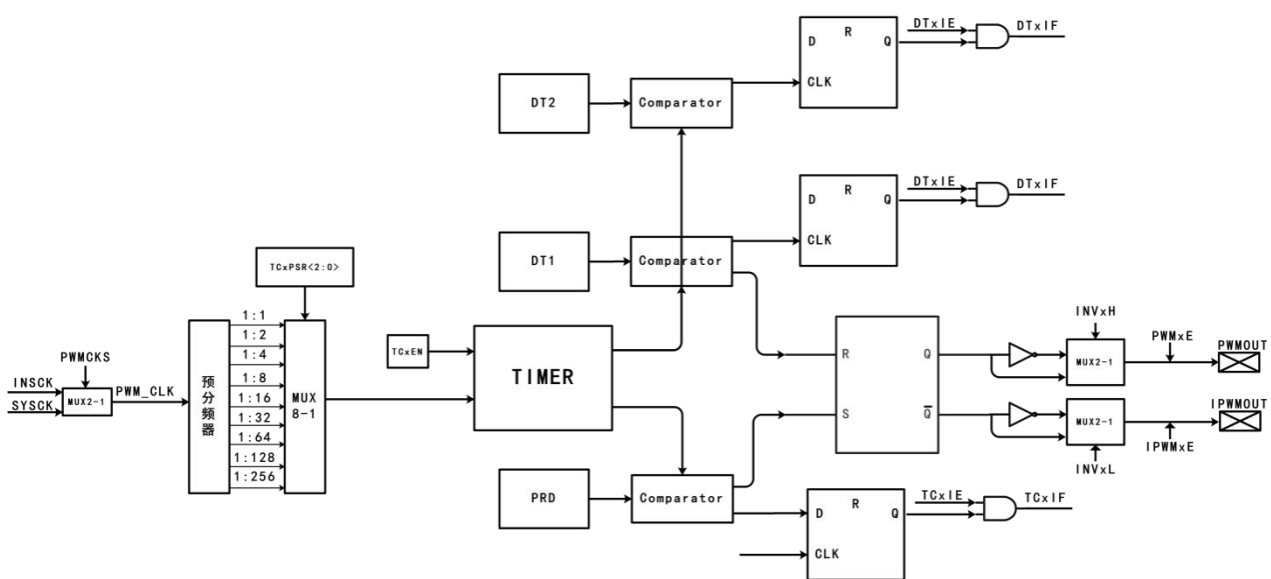 DTxIE
DTxIF
D
R
Q
CLK
DT2
Comparator
DTxIE
DTxIF
D
R
Q
CLK
DT1
Comparator
TCxPSR<2:0>
1:1
1:2
1:4
1:8
1:16
1:32
1:64
1:128
1:256
PWMCKS
INSCK
SYSCK
MUX2-1
PWM_CLK
预分频器
MUX
8-1
TCxEN
TIMER
R
Q
S
Q
INVxH
MUX2-1
PWMxE
PWMOUT
MUX2-1
IPWMOUT
INVxL
IPWMxE
PRD
Comparator
D
R
Q
CLK
TCxIE
TCxIF